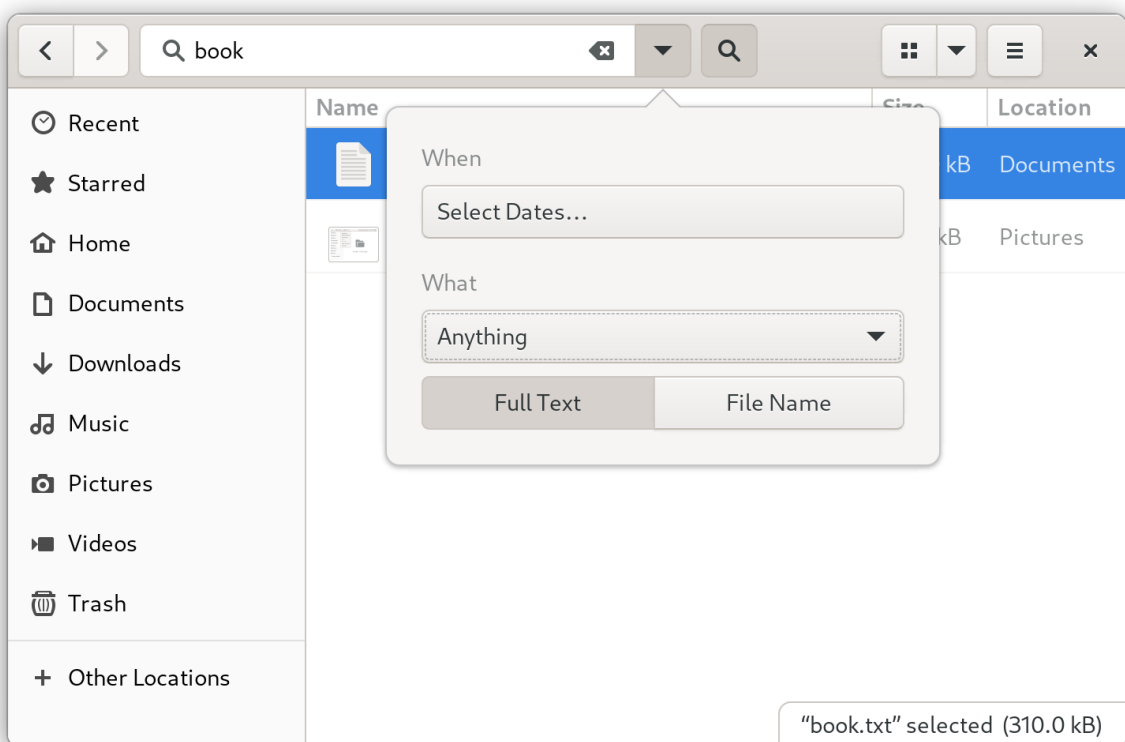 book
Recent
Starred
Home
Documents
Downloads
Music
Pictures
Videos
Trash
Other Locations
Name Size Location
kB Documents
kB Pictures
When
Select Dates...
What
Anything
Full Text File Name
“book.txt” selected (310.0 kB)